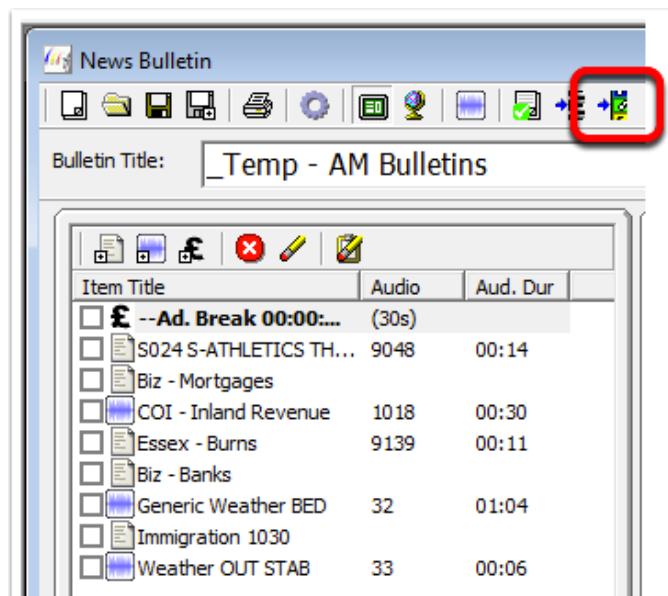 News Bulletin
Bulletin Title: _Temp - AM Bulletins
Item Title Audio Aud. Dur
£ --Ad. Break 00:00:... (30s)
S024 S-ATHLETICS TH... 9048 00:14
Biz - Mortgages
COI - Inland Revenue 1018 00:30
Essex - Burns 9139 00:11
Biz - Banks
Generic Weather BED 32 01:04
Immigration 1030
Weather OUT STAB 33 00:06